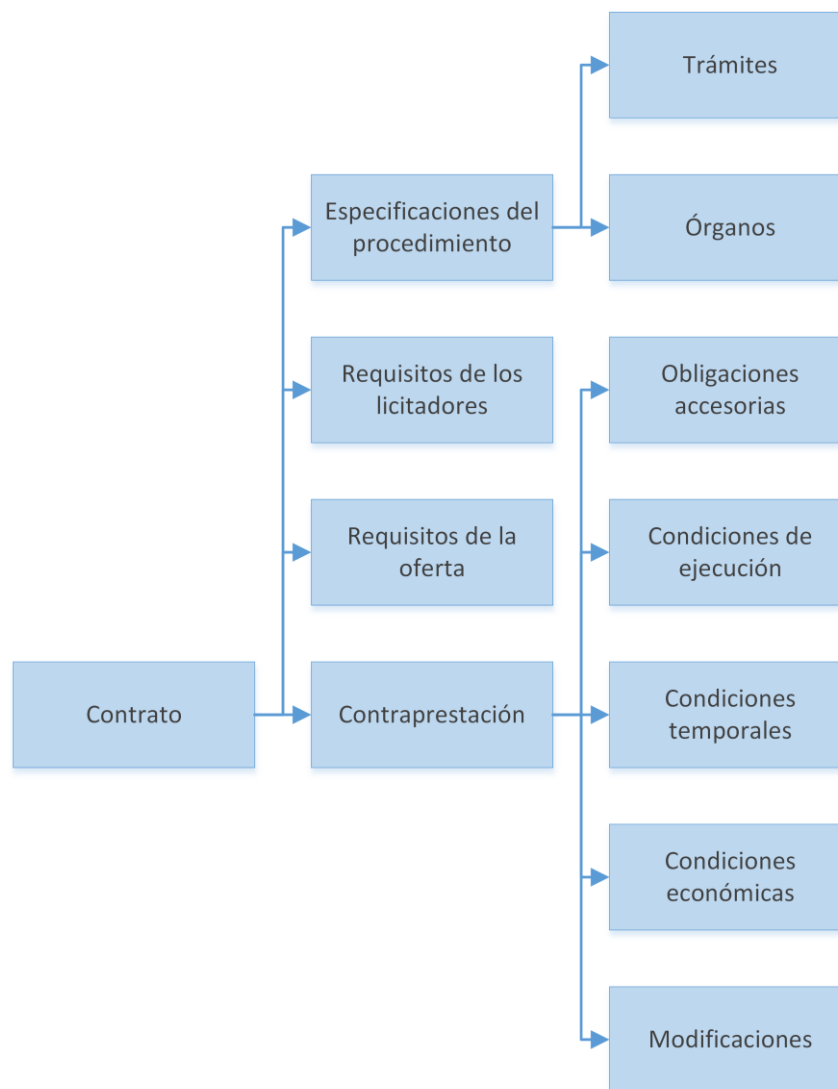 Trámites
Especificaciones del
procedimiento
Órganos
Requisitos de los
licitadores
Obligaciones
accesorias
Requisitos de la
oferta
Condiciones de
ejecución
Contrato
Contraprestación
Condiciones
temporales
Condiciones
económicas
Modificaciones